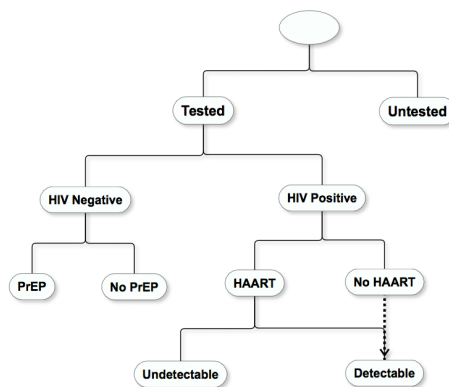 Tested
Untested
HIV Negative
HIV Positive
PrEP
No PrEP
HAART
No HAART
Undetectable
Detectable